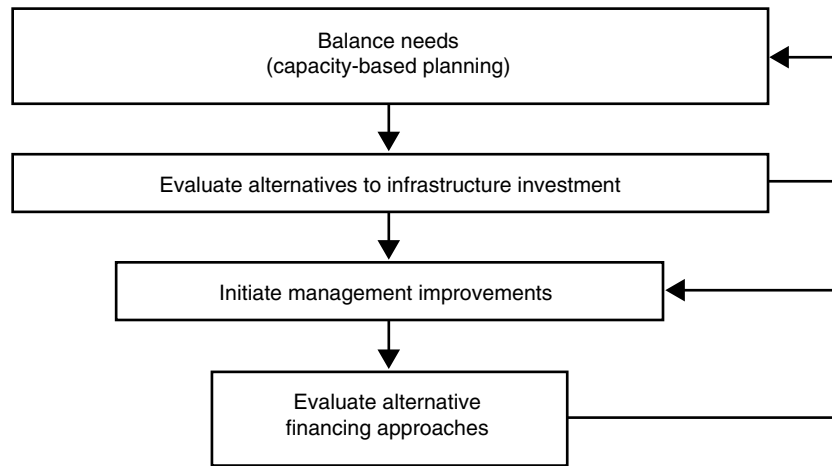 Balance needs
(capacity-based planning)
Evaluate alternatives to infrastructure investment
Initiate management improvements
Evaluate alternative
financing approaches